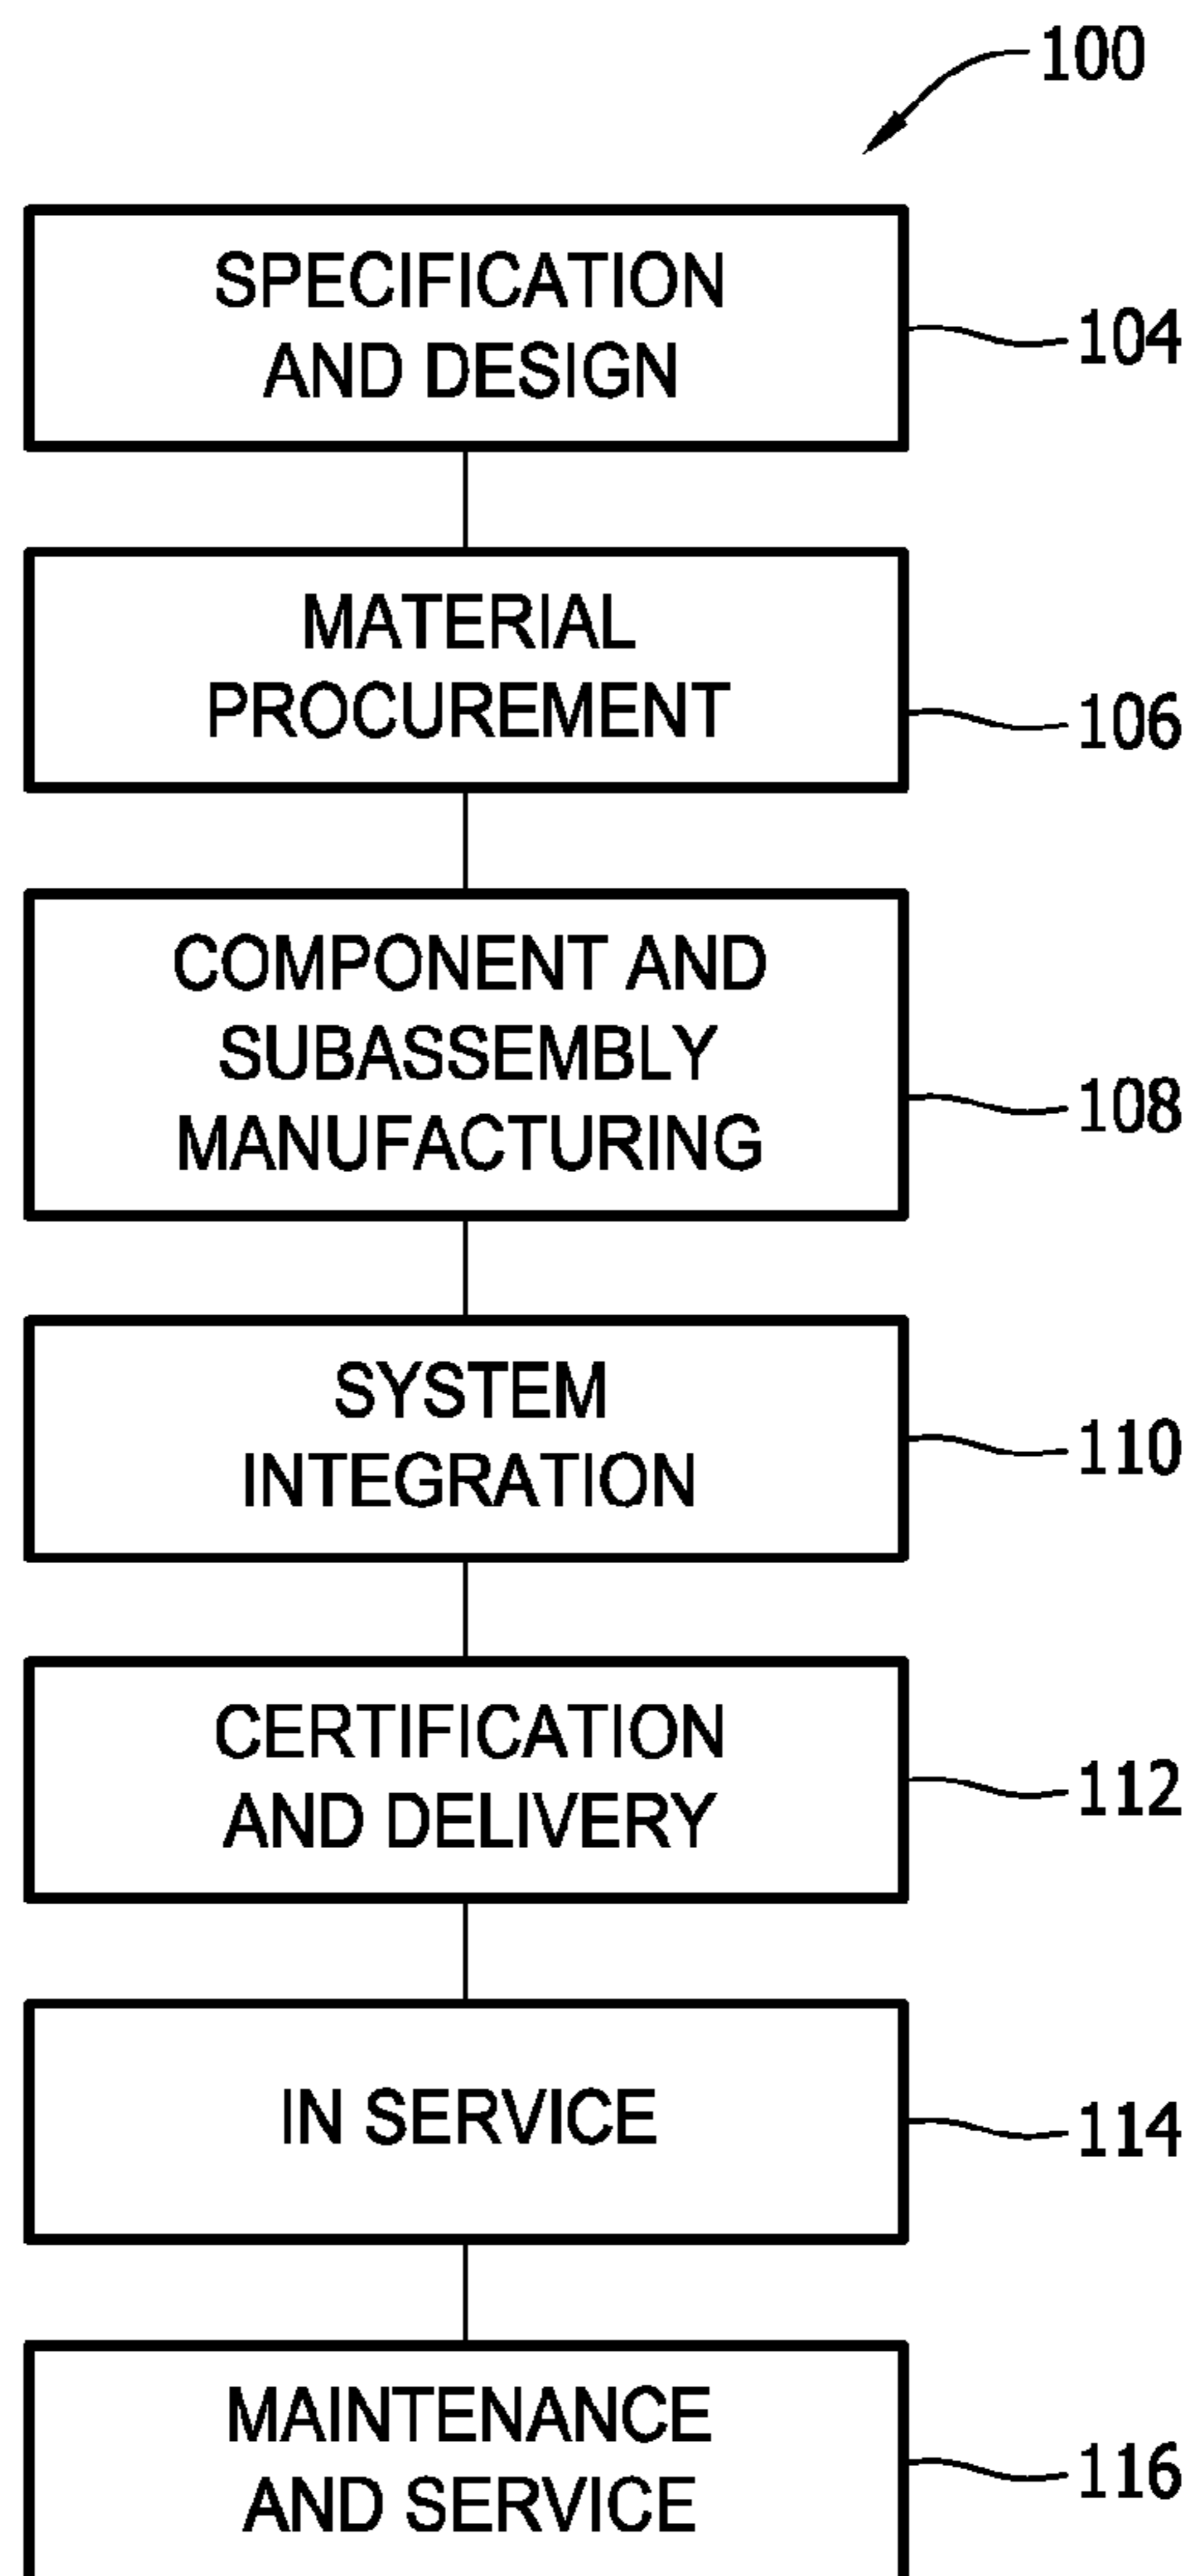 100
SPECIFICATION
AND DESIGN
104
MATERIAL
PROCUREMENT
106
COMPONENT AND
SUBASSEMBLY
MANUFACTURING
108
SYSTEM
INTEGRATION
110
CERTIFICATION
AND DELIVERY
112
IN SERVICE
114
MAINTENANCE
AND SERVICE
116